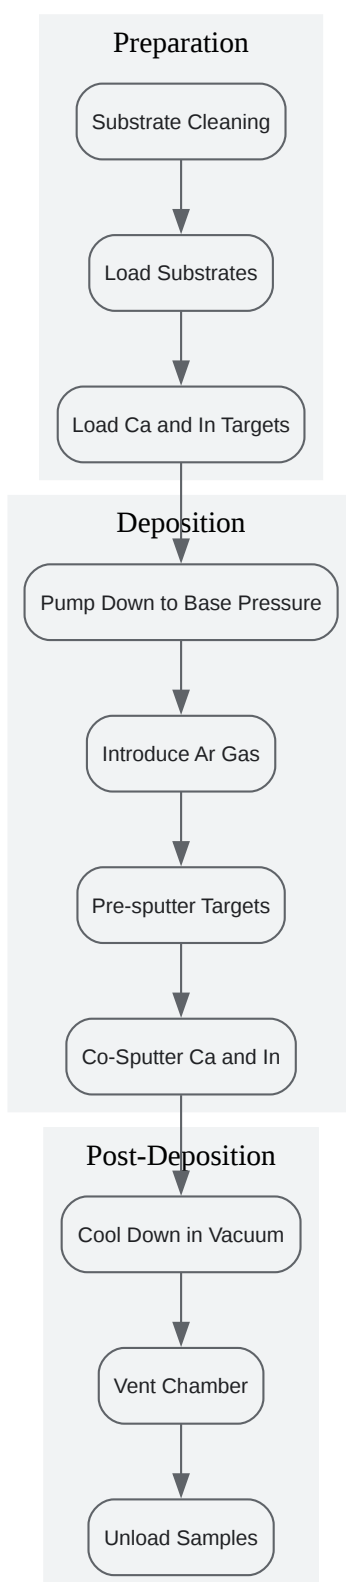 Preparation
Substrate Cleaning
Load Substrates
Load Ca and In Targets
Deposition
Pump Down to Base Pressure
Introduce Ar Gas
Pre-sputter Targets
Co-Sputter Ca and In
Post-Deposition
Cool Down in Vacuum
Vent Chamber
Unload Samples